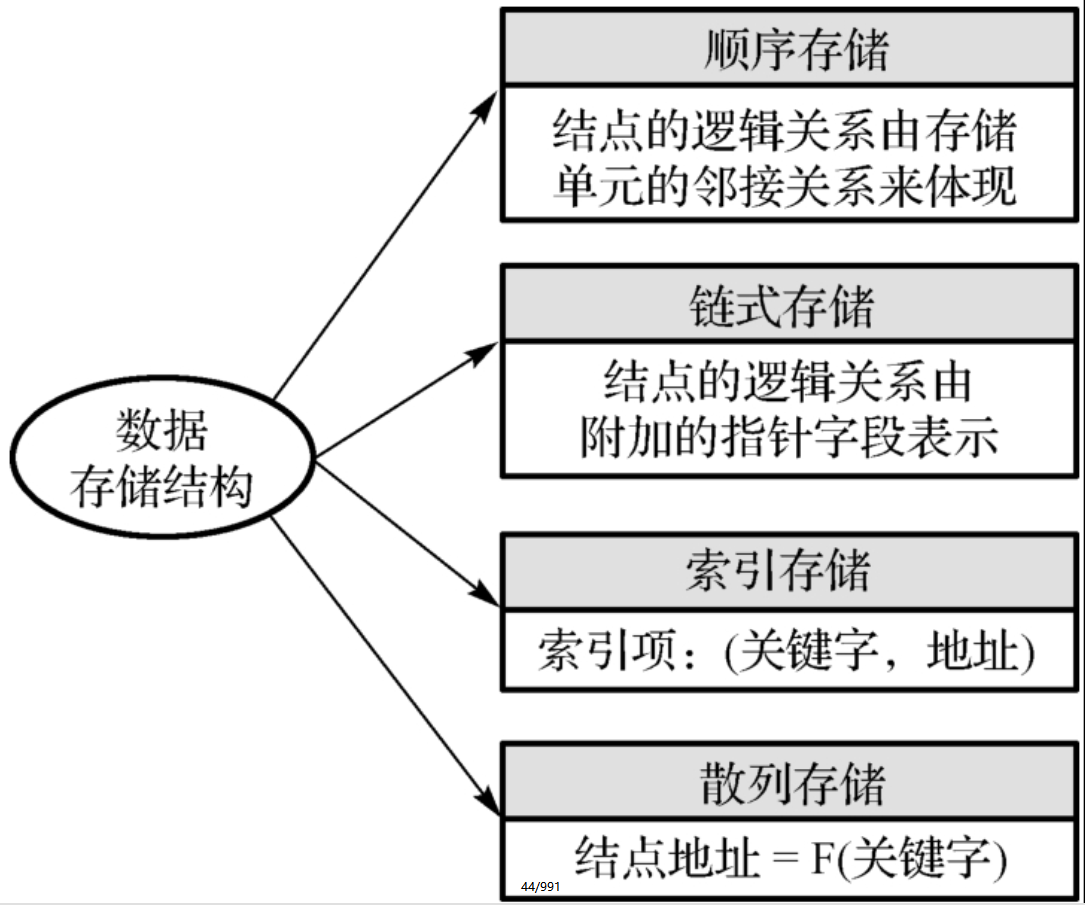 数据
存储结构
顺序存储
结点的逻辑关系由存储
单元的邻接关系来体现
链式存储
结点的逻辑关系由
附加的指针字段表示
索引存储
索引项：(关键字，地址)
散列存储
结点地址 = F(关键字)
44/991